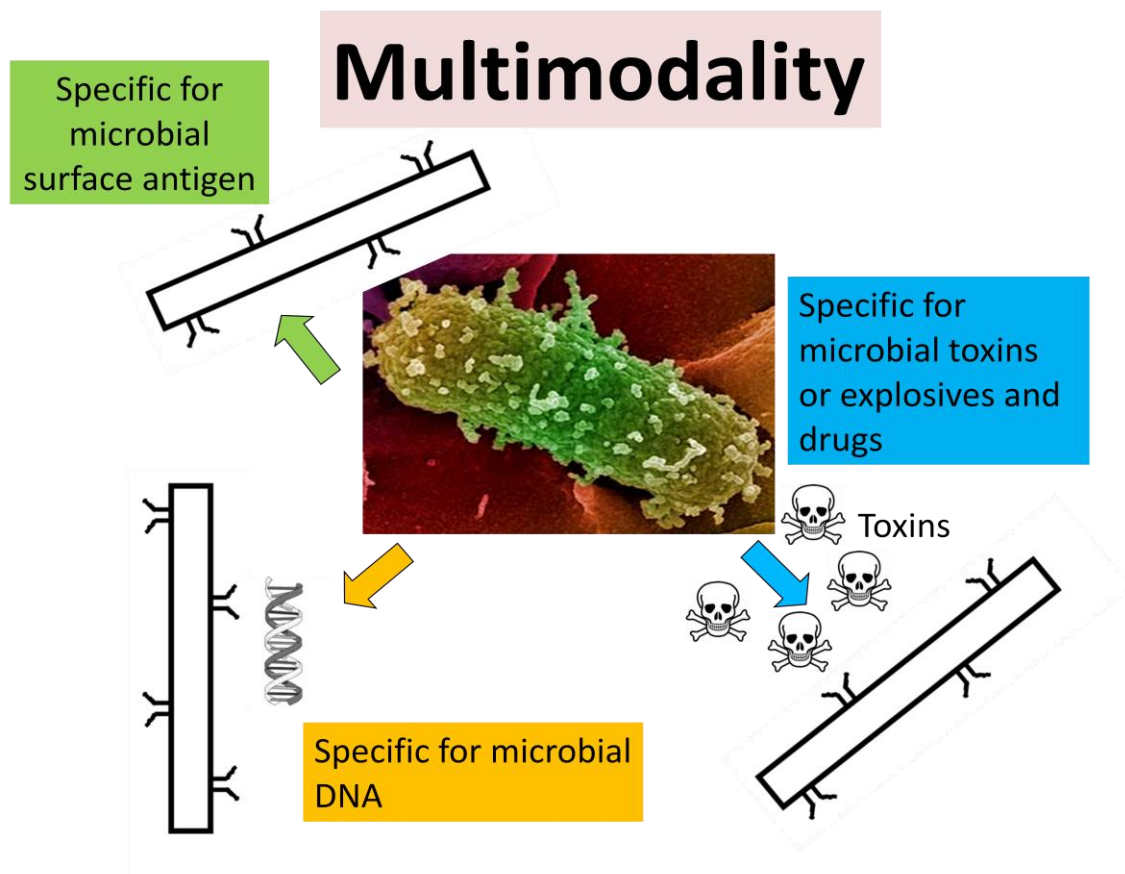 Multimodality
Specific for
microbial
surface antigen
Specific for
microbial toxins
or explosives and
drugs
Toxins
Specific for microbial
DNA